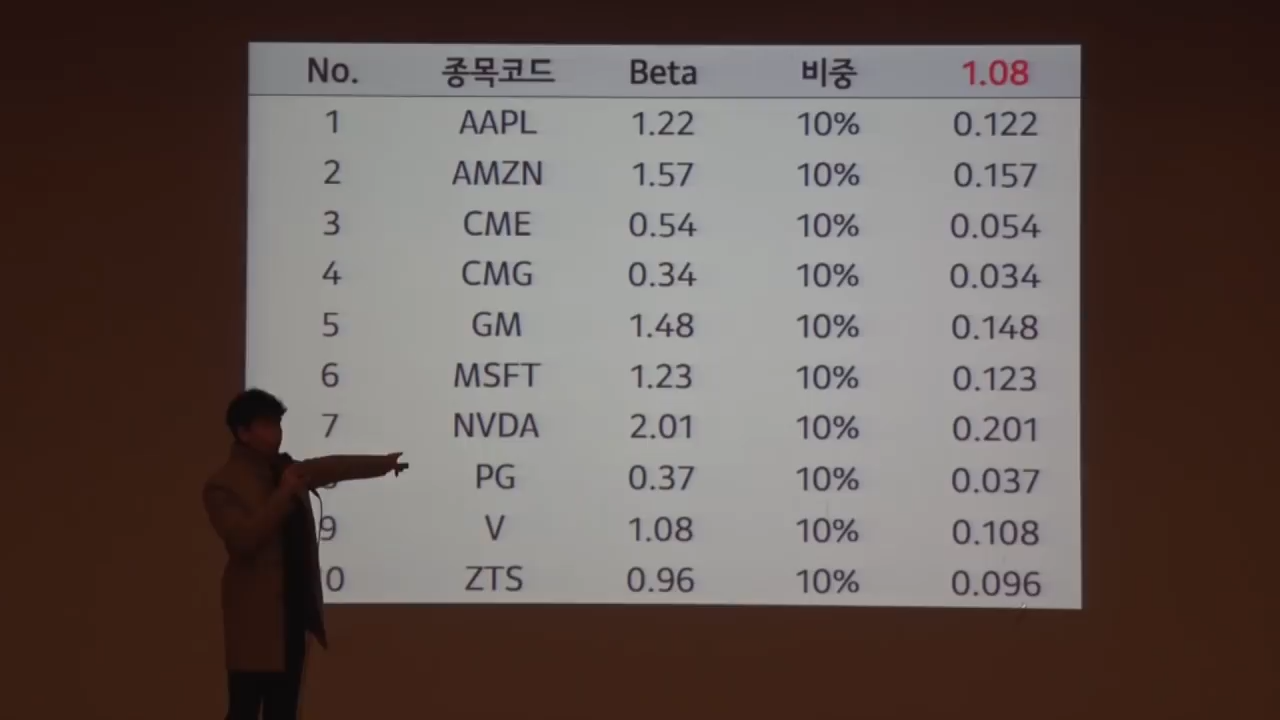 No. 종목코드 Beta 비중 1.08
1 AAPL 1.22 10% 0.122
2 AMZN 1.57 10% 0.157
3 CME 0.54 10% 0.054
4 CMG 0.34 10% 0.034
5 GM 1.48 10% 0.148
6 MSFT 1.23 10% 0.123
7 NVDA 2.01 10% 0.201
PG 0.37 10% 0.037
9 V 1.08 10% 0.108
0 ZTS 0.96 10% 0.096